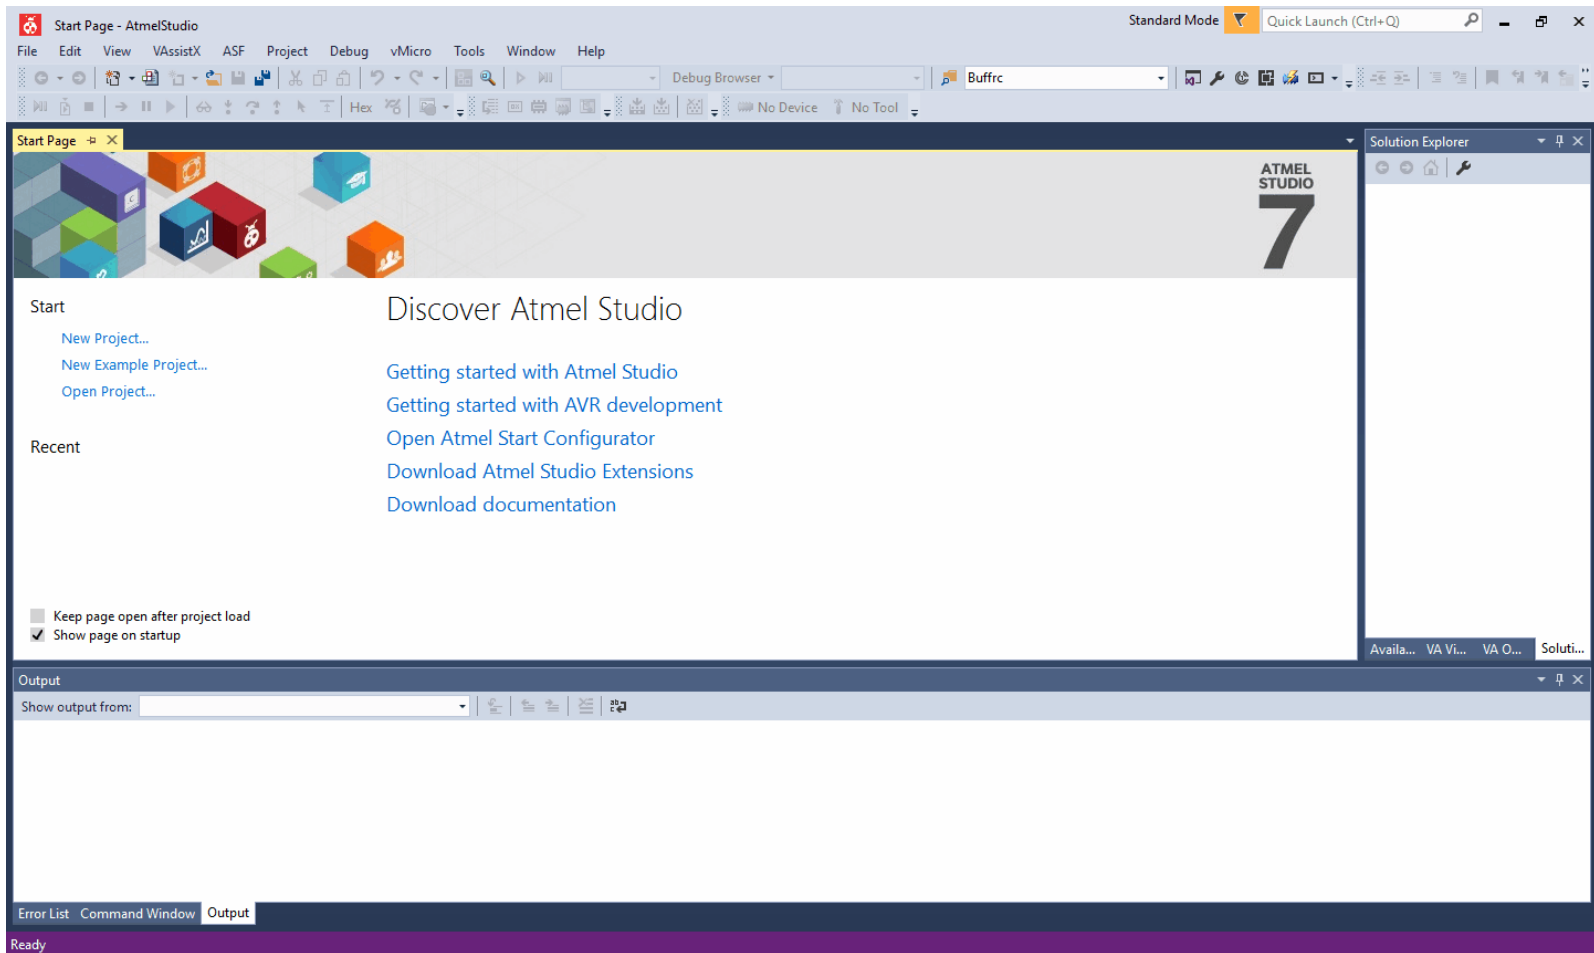 Start Page - AtmelStudio
Standard Mode
Quick Launch (Ctrl+Q)
File Edit View VAssistX ASF Project Debug vMicro Tools Window Help
Debug Browser
Buffrc
Hex
No Device
No Tool
Start Page
Solution Explorer
ATMEL
STUDIO
7
Start
New Project...
New Example Project...
Open Project...
Recent
Discover Atmel Studio
Getting started with Atmel Studio
Getting started with AVR development
Open Atmel Start Configurator
Download Atmel Studio Extensions
Download documentation
Keep page open after project load
Show page on startup
Availa... VA Vi... VA O... Soluti...
Output
Show output from:
Error List Command Window Output
Ready